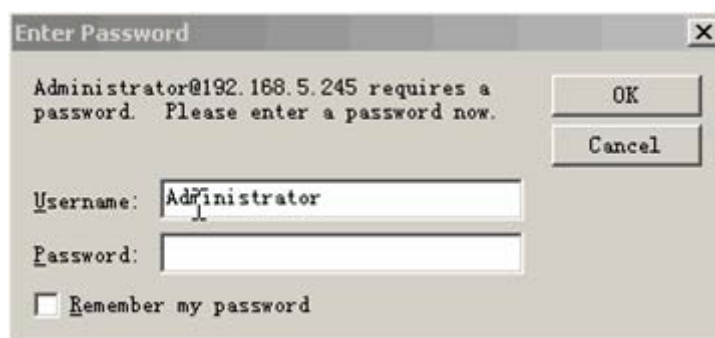 Enter Password
Administrator@192.168.5.245 requires a
password.  Please enter a password now.
OK
Cancel
Username: Administrator
Password:
Remember my password